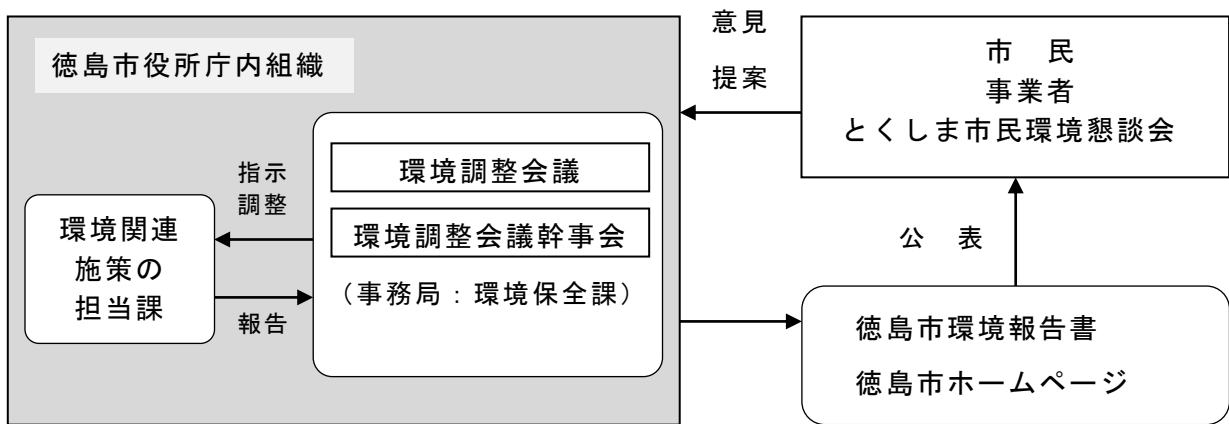 徳島市役所庁内組織
環境調整会議
環境調整会議幹事会
（事務局：環境保全課）
指示
調整
報告
環境関連
施策の
担当課
意見
提案
市　民
事業者
とくしま市民環境懇談会
公　表
徳島市環境報告書
徳島市ホームページ